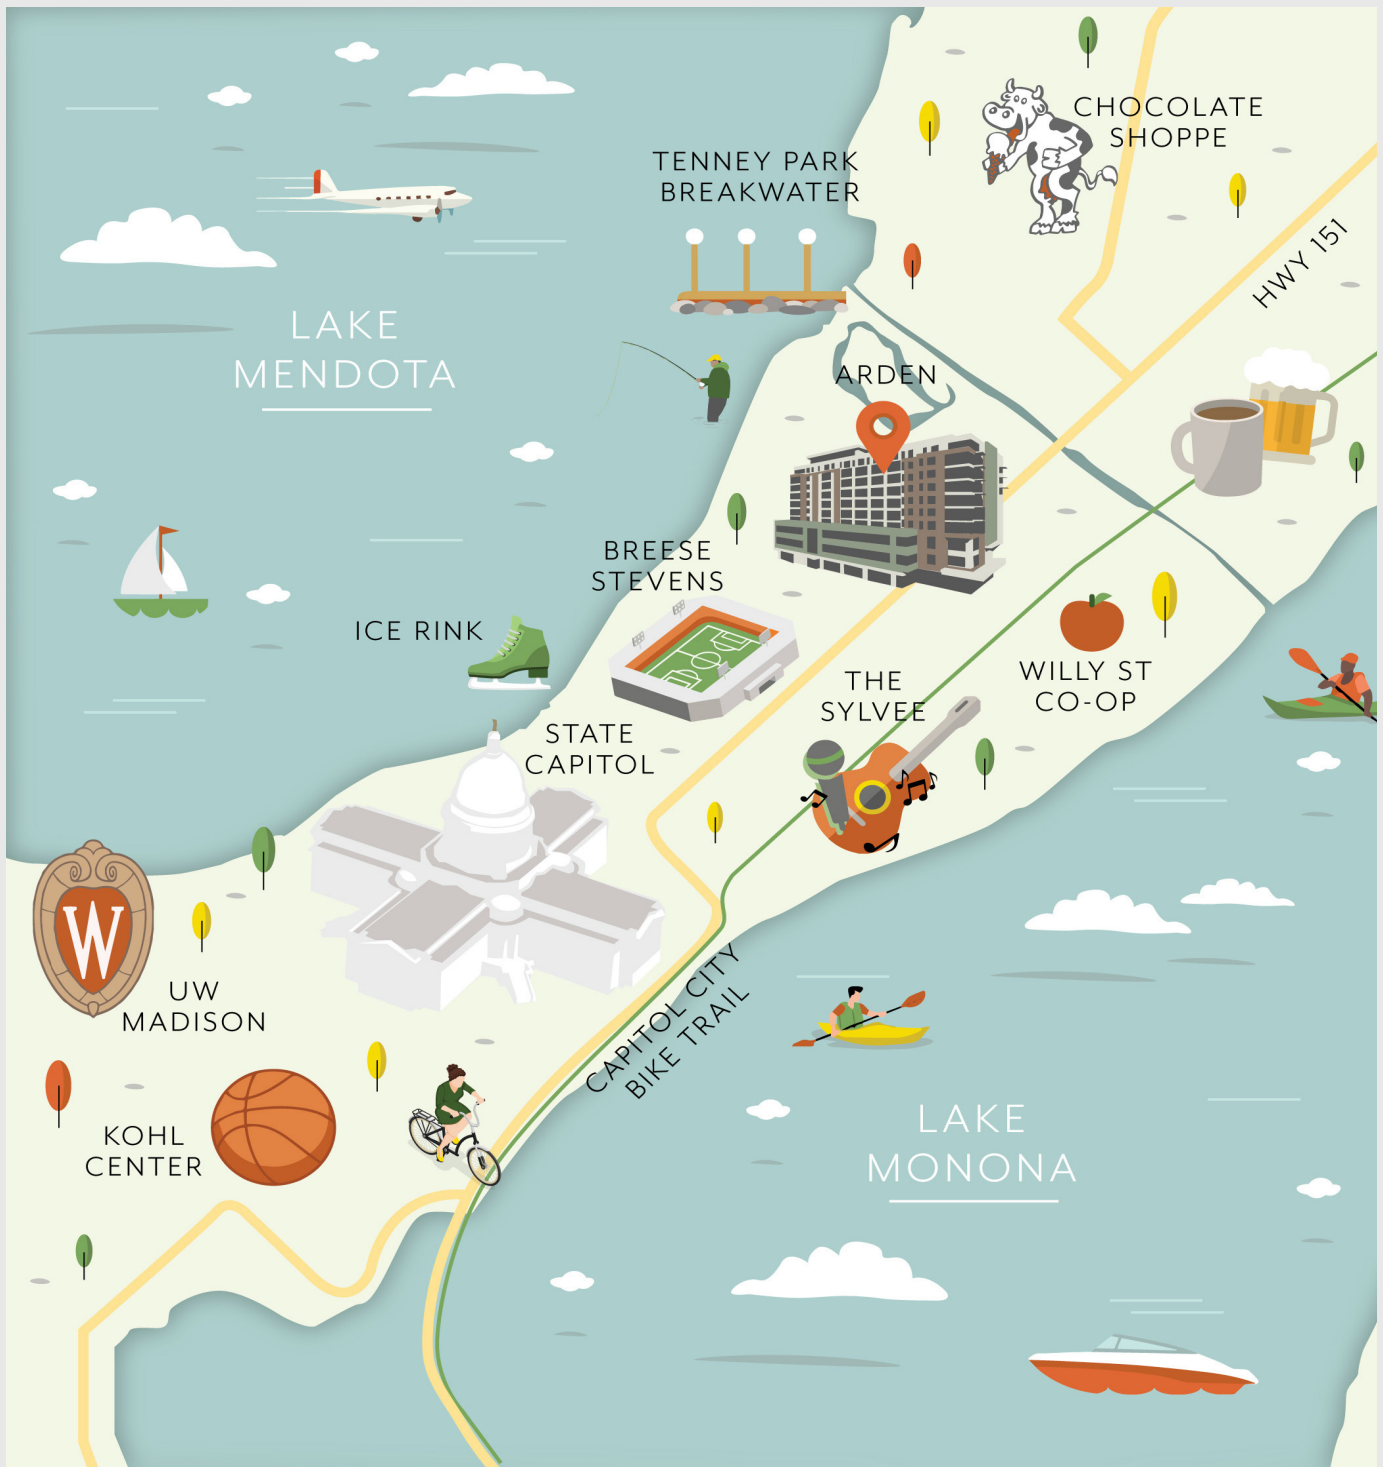 CHOCOLATE
SHOPPE
TENNEY PARK
BREAKWATER
HWY 151
LAKE
MENDOTA
ARDEN
BREESE
STEVENS
ICE RINK
WILLY ST
CO-OP
THE
SYLVEE
STATE
CAPITOL
W
UW
MADISON
CAPITOL CITY
BIKE TRAIL
KOHL
CENTER
LAKE
MONONA